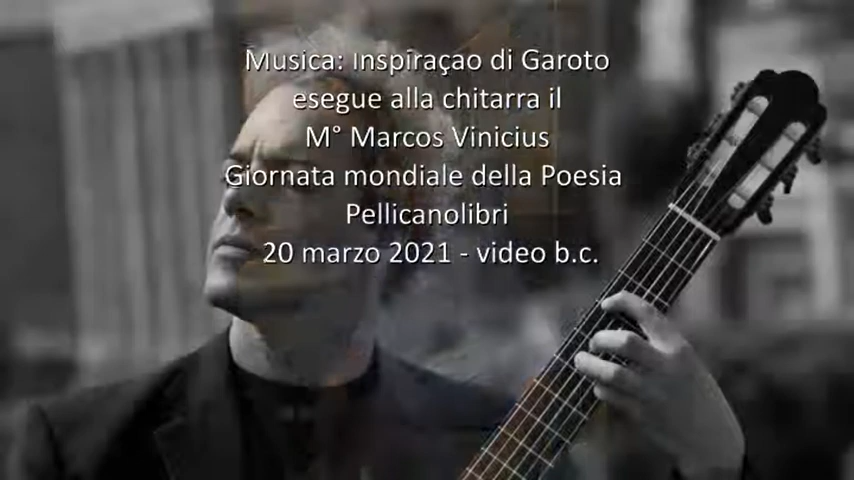 Musica: Inspiraçao di Garoto
esegue alla chitarra il
M° Marcos Vinicius
Giornata mondiale della Poesia
Pellicanolibri
20 marzo 2021 - video b.c.